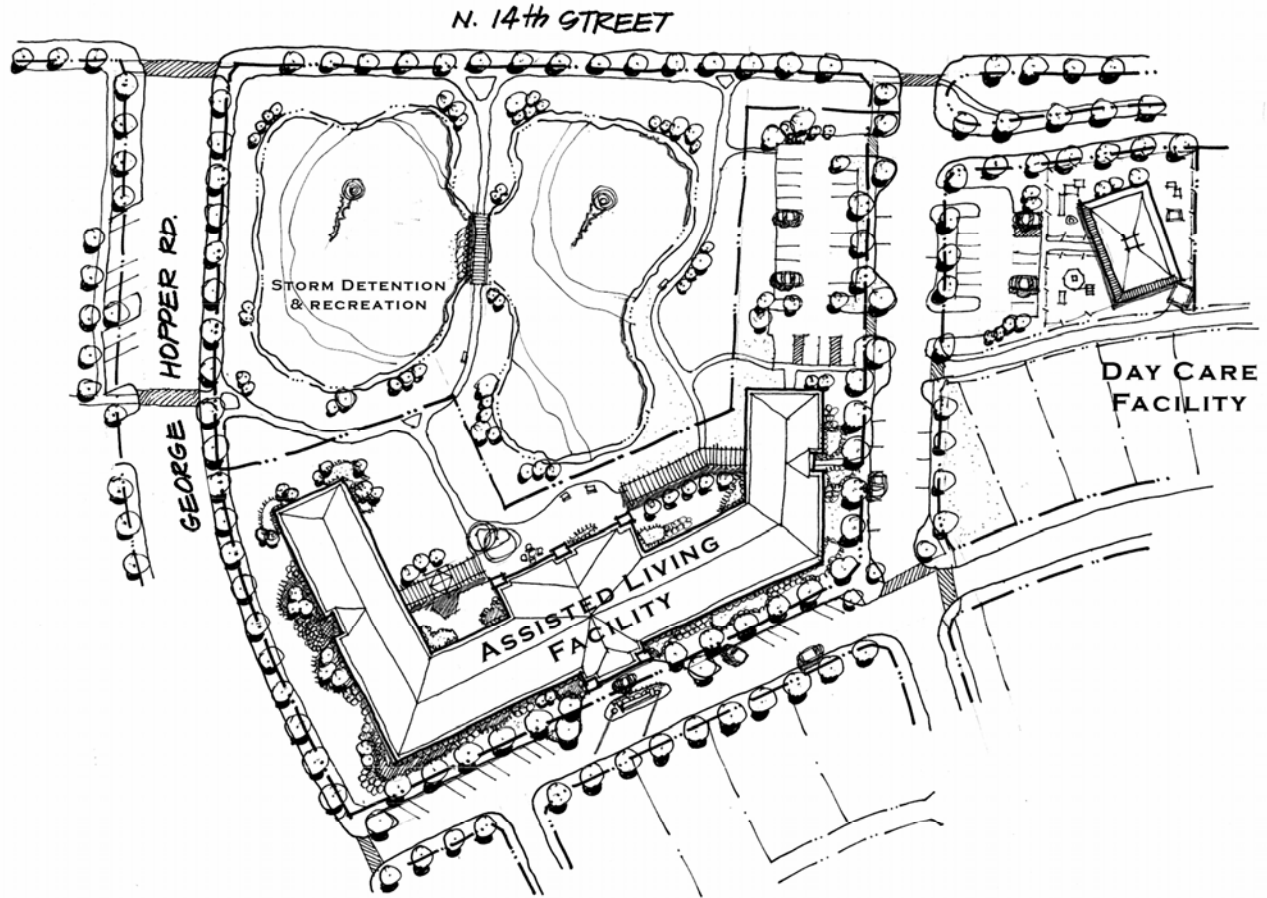 N. 14th STREET
GEORGE HOPPER RD.
STORM DETENTION
& RECREATION
DAY CARE
FACILITY
ASSISTED LIVING
FACILITY